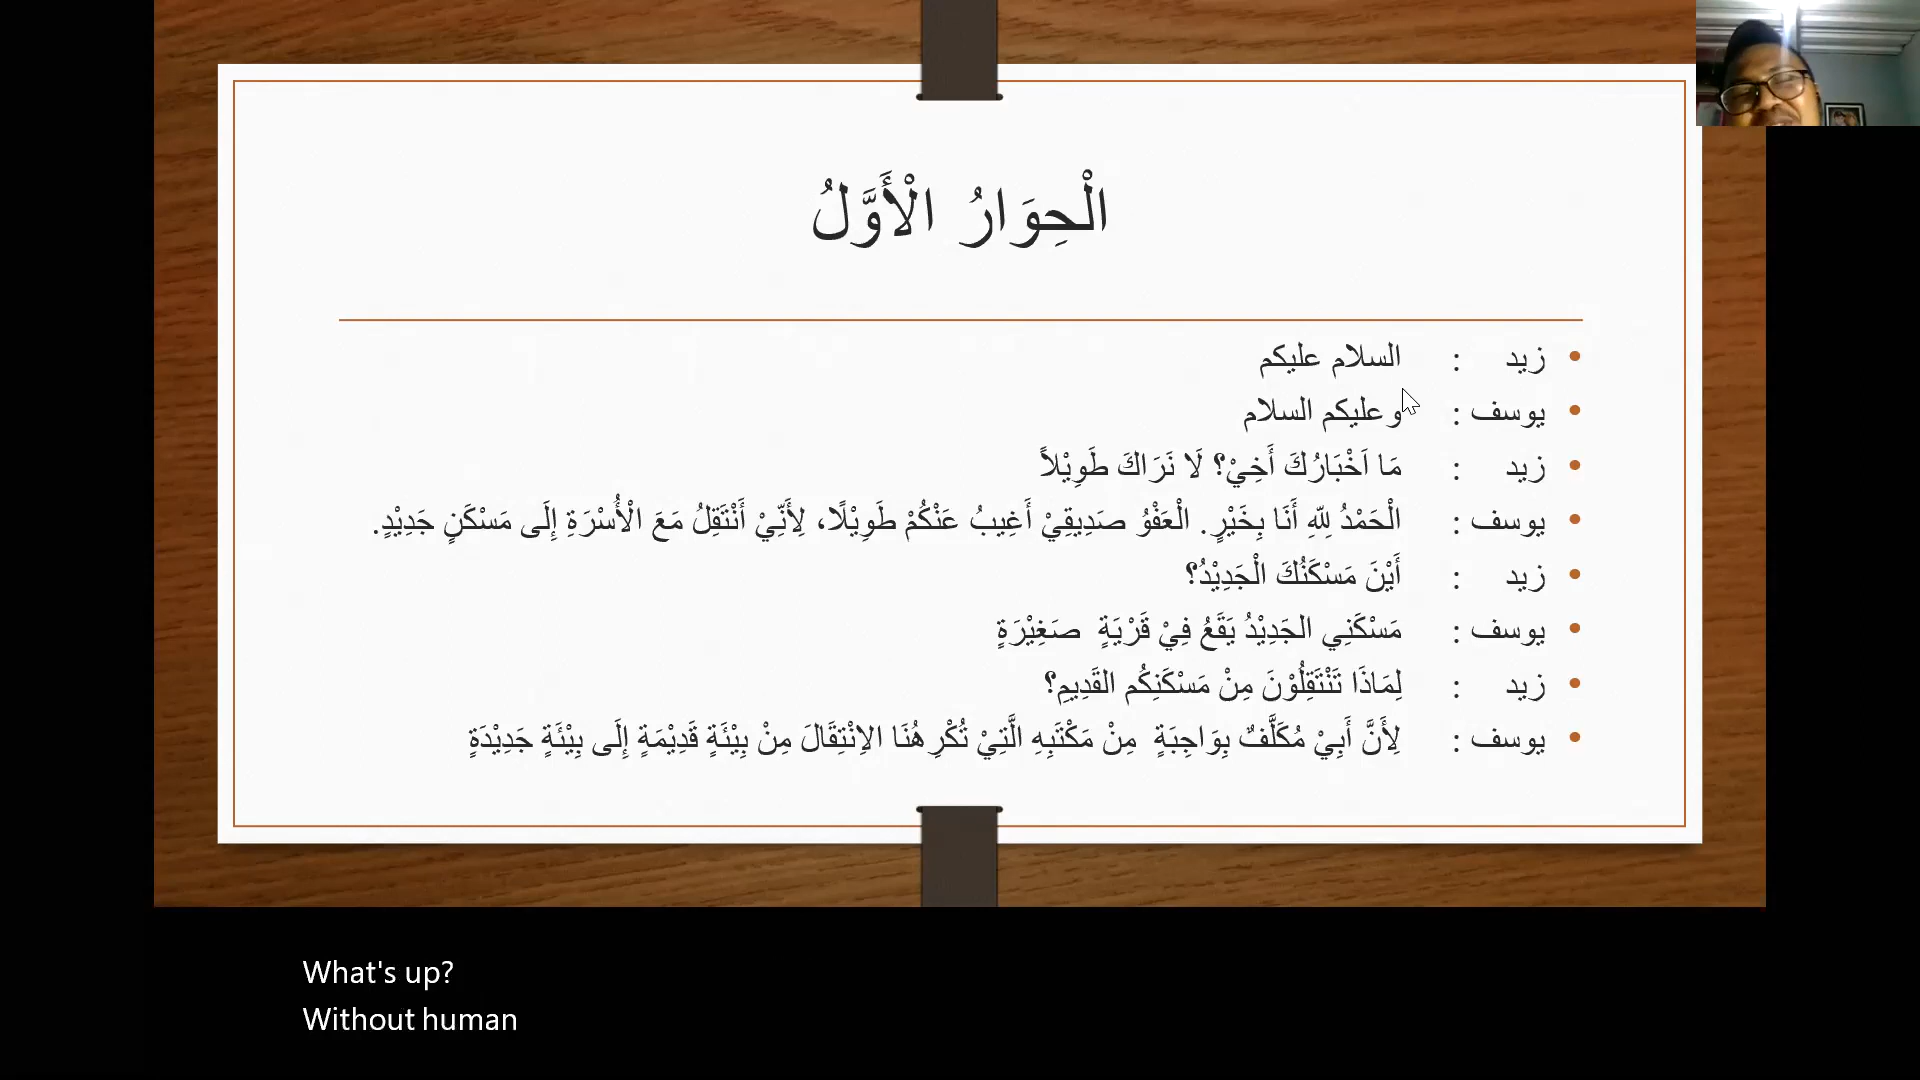 الْحِوَارُ الْأَوَّلُ
• زيد : السلام عليكم
• يوسف : وعليكم السلام
• زيد : مَا اَخْبَارُكَ أَخِيْ؟ لَا نَرَاكَ طَوِيْلاً
• يوسف : الْحَمْدُ لِلّهِ أَنَا بِخَيْرٍ. الْعَفْوُ صَدِيقِيْ أَغِيبُ عَنْكُمْ طَوِيْلًا، لِأَنِّيْ أَنْتَقِلُ مَعَ الْأُسْرَةِ إِلَى مَسْكَنٍ جَدِيْدٍ.
• زيد : أَيْنَ مَسْكَنُكَ الْجَدِيْدُ؟
• يوسف : مَسْكَنِي الجَدِيْدُ يَقَعُ فِيْ قَرْيَةٍ صَغِيْرَةٍ
• زيد : لِمَاذَا تَنْتَقِلُوْنَ مِنْ مَسْكَنِكُم القَدِيمِ؟
• يوسف : لِأَنَّ أَبِيْ مُكَلَّفٌ بِوَاجِبَةٍ مِنْ مَكْتَبِهِ الَّتِيْ تُكْرِهُنَا الاِنْتِقَالَ مِنْ بِيْئَةٍ قَدِيْمَةٍ إِلَى بِيْئَةٍ جَدِيْدَةٍ
What's up?
Without human